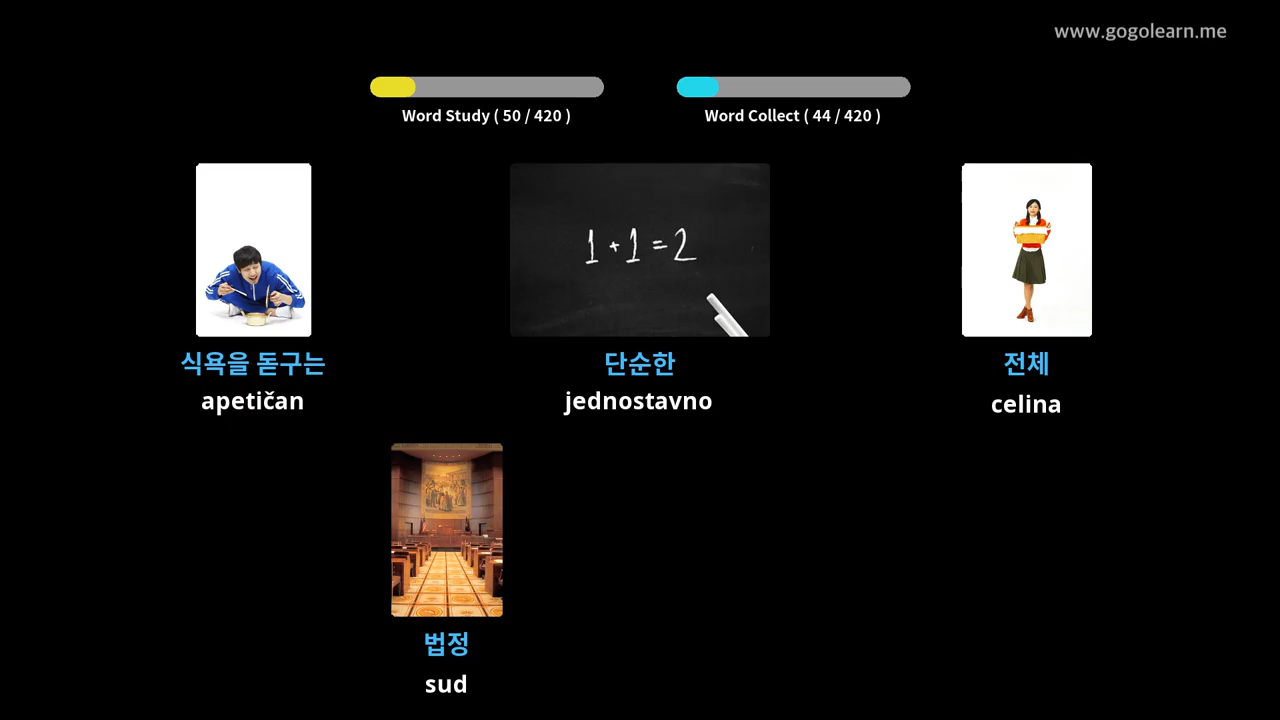 www.gogolearn.me
Word Study ( 50 / 420 )
Word Collect ( 44 / 420 )
1 + 1 = 2
식욕을 돋구는
단순한
전체
apetičan
jednostavno
celina
법정
sud